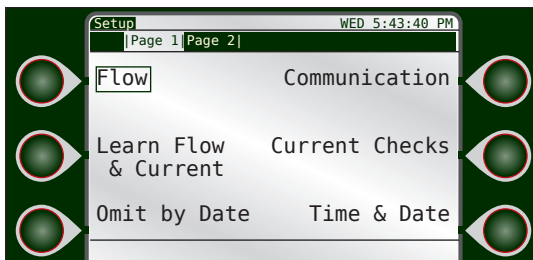 Setup WED 5:43:40 PM
|Page 1|Page 2|
Flow Communication
Learn Flow Current Checks
& Current
Omit by Date Time & Date